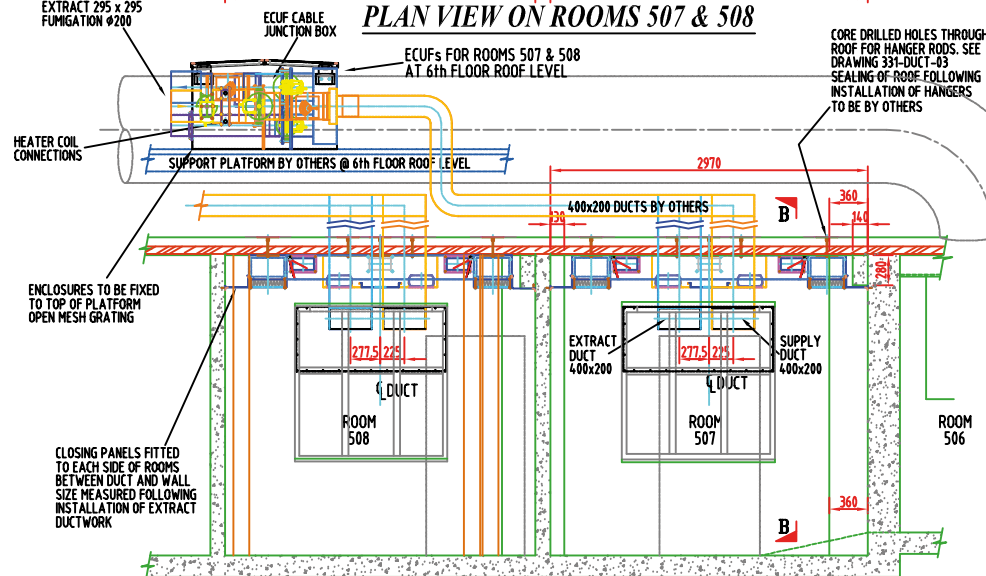 PLAN VIEW ON ROOMS 507 & 508
EXTRACT 295 x 295
FUMIGATION ø200
ECUF CABLE
JUNCTION BOX
ECUFs FOR ROOMS 507 & 508
AT 6th FLOOR ROOF LEVEL
CORE DRILLED HOLES THROUGH
ROOF FOR HANGER RODS. SEE
DRAWING 331-DUCT-03
SEALING OF ROOF FOLLOWING
INSTALLATION OF HANGERS
TO BE BY OTHERS
HEATER COIL
CONNECTIONS
SUPPORT PLATFORM BY OTHERS @ 6th FLOOR ROOF LEVEL
2970
360
400x200 DUCTS BY OTHERS
B
140
280
ENCLOSURES TO BE FIXED
TO TOP OF PLATFORM
OPEN MESH GRATING
EXTRACT
DUCT
400x200
SUPPLY
DUCT
400x200
277,5
225
277,5
225
℄ DUCT
℄ DUCT
ROOM
508
ROOM
507
ROOM
506
CLOSING PANELS FITTED
TO EACH SIDE OF ROOMS
BETWEEN DUCT AND WALL
SIZE MEASURED FOLLOWING
INSTALLATION OF EXTRACT
DUCTWORK
360
B